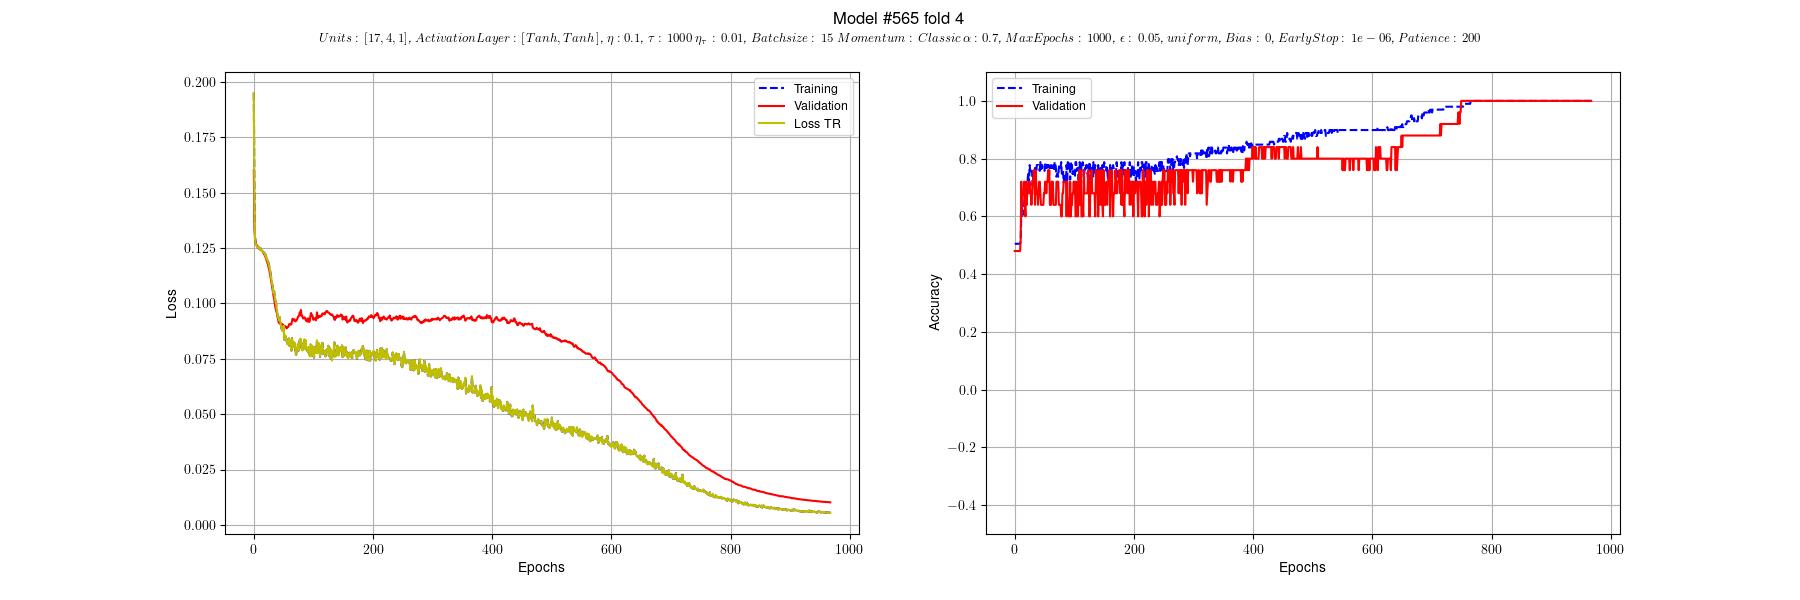 Model #565 fold 4
Units : [17, 4, 1], ActivationLayer : [Tanh, Tanh], η : 0.1, τ : 1000 η_τ : 0.01, Batchsize : 15 Momentum : Classic α : 0.7, MaxEpochs : 1000, ϵ : 0.05, uniform, Bias : 0, EarlyStop : 1e − 06, Patience : 200
Training
Validation
Loss TR
0.200
0.175
0.150
0.125
0.100
0.075
0.050
0.025
0.000
Loss
0 200 400 600 800 1000
Epochs
Training
Validation
1.0
0.8
0.6
0.4
0.2
0.0
−0.2
−0.4
Accuracy
0 200 400 600 800 1000
Epochs